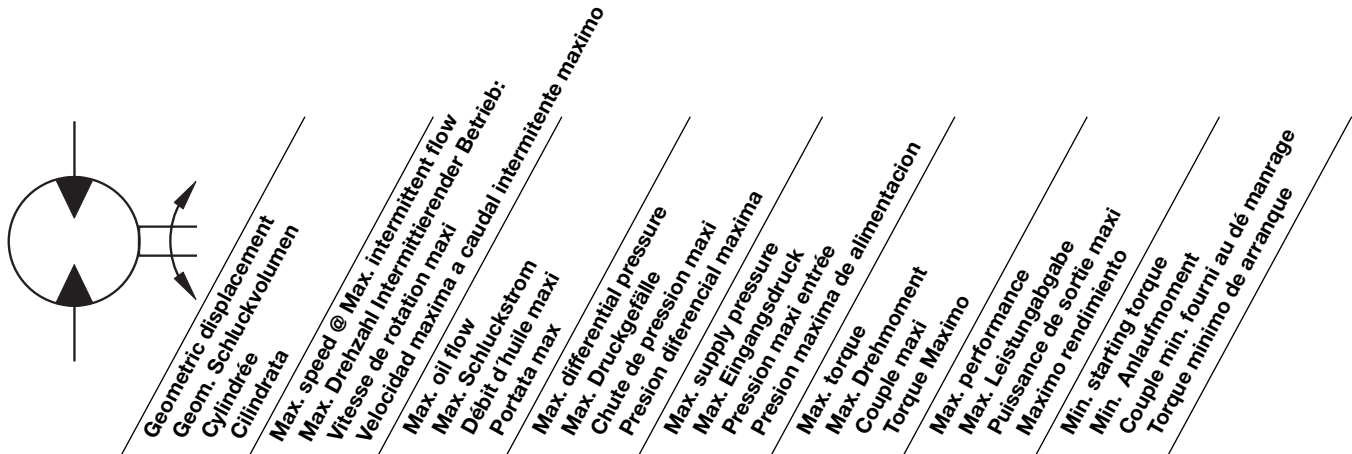 Geometric displacement
Geom. Schluckvolumen
Cylindrée
Cilindrata
Max. speed @ Max. intermittent flow
Max. Drehzahl Intermittierender Betrieb:
Vitesse de rotation maxi
Velocidad maxima a caudal intermitente maximo
Max. oil flow
Max. Schluckstrom
Débit d'huile maxi
Portata max
Max. differential pressure
Max. Druckgefälle
Chute de pression maxi
Presion diferencial maxima
Max. supply pressure
Max. Eingangsdruck
Pression maxi entrée
Presion maxima de alimentacion
Max. torque
Max. Drehmoment
Couple maxi
Torque Maximo
Max. performance
Max. Leistungabgabe
Puissance de sortie maxi
Maximo rendimiento
Min. starting torque
Min. Anlaufmoment
Couple min. fourni au dé manrage
Torque minimo de arranque